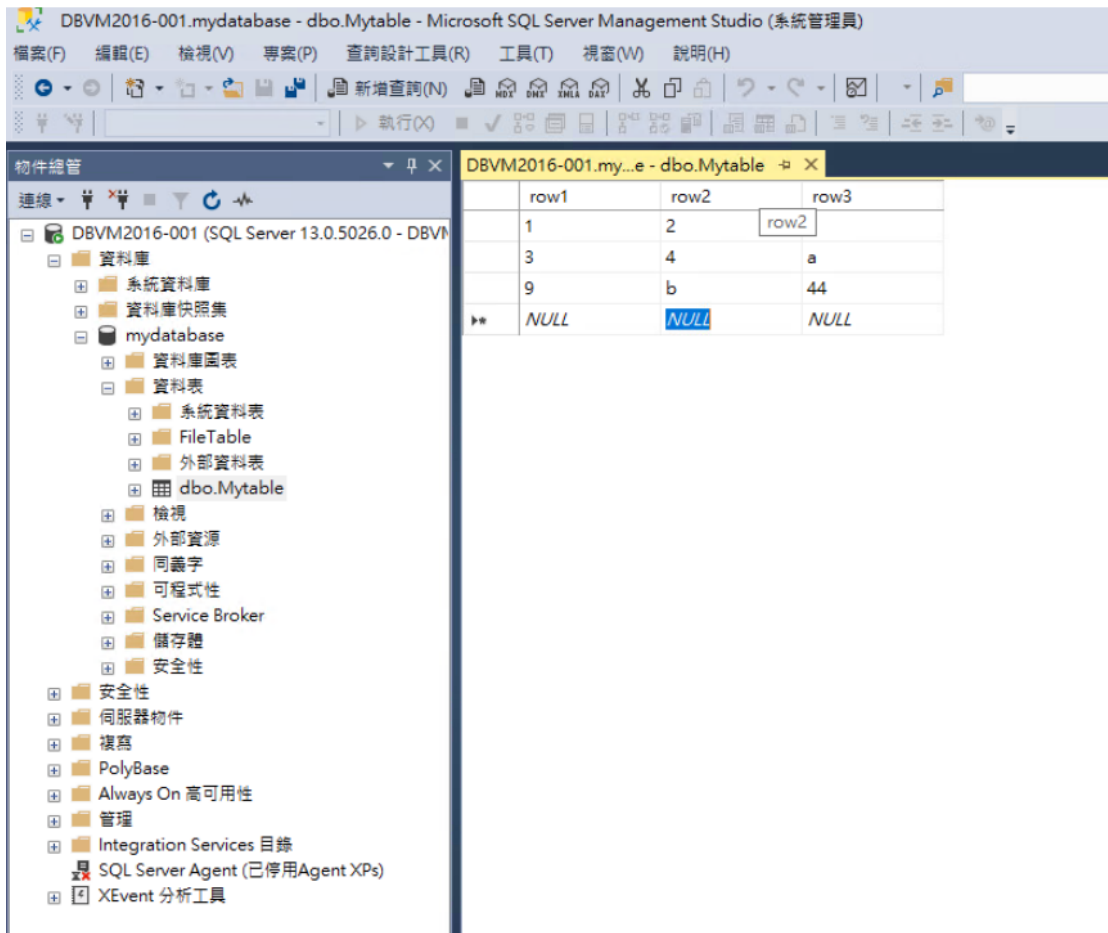 DBVM2016-001.mydatabase - dbo.Mytable - Microsoft SQL Server Management Studio (系統管理員)
檔案(F) 編輯(E) 檢視(V) 專案(P) 查詢設計工具(R) 工具(T) 視窗(W) 說明(H)
新增查詢(N) MDX DMX XMLA DAX
執行(X)
物件總管
連線
DBVM2016-001 (SQL Server 13.0.5026.0 - DBVM
資料庫
系統資料庫
資料庫快照集
mydatabase
資料庫圖表
資料表
系統資料表
FileTable
外部資料表
dbo.Mytable
檢視
外部資源
同義字
可程式性
Service Broker
儲存體
安全性
安全性
伺服器物件
複寫
PolyBase
Always On 高可用性
管理
Integration Services 目錄
SQL Server Agent (已停用Agent XPs)
XEvent 分析工具
DBVM2016-001.my...e - dbo.Mytable
row1 row2 row3
1 2
row2
3 4 a
9 b 44
NULL NULL NULL